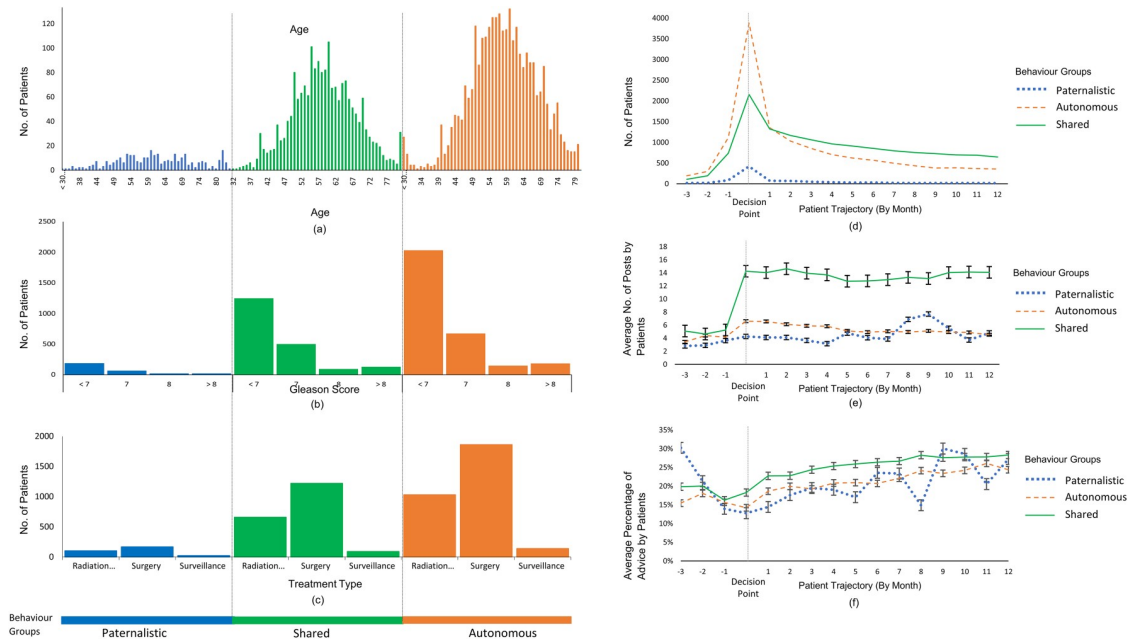 Age
No. of Patients
120
100
80
60
40
20
0
< 30
38
44
49
54
59
64
69
74
80
32
37
42
47
52
57
62
67
72
77
< 30
34
39
44
49
54
59
64
69
74
79
Age
(a)
No. of Patients
2500
2000
1500
1000
500
0
< 7
7
8
> 8
< 7
7
8
> 8
< 7
7
8
> 8
Gleason Score
(b)
No. of Patients
2000
1500
1000
500
0
Radiation...
Surgery
Surveillance
Radiation...
Surgery
Surveillance
Radiation...
Surgery
Surveillance
Treatment Type
(c)
Behaviour
Groups
Paternalistic
Shared
Autonomous
No. of Patients
4000
3500
3000
2500
2000
1500
1000
500
0
-3
-2
-1
Decision
Point
1
2
3
4
5
6
7
8
9
10
11
12
Patient Trajectory (By Month)
(d)
Behaviour Groups
Paternalistic
Autonomous
Shared
Average No. of Posts by
Patients
18
16
14
12
10
8
6
4
2
0
-3
-2
-1
Decision
Point
1
2
3
4
5
6
7
8
9
10
11
12
Patient Trajectory (By Month)
(e)
Behaviour Groups
Paternalistic
Autonomous
Shared
Average Percentage of
Advice by Patients
35%
30%
25%
20%
15%
10%
5%
0%
-3
-2
-1
Decision
Point
1
2
3
4
5
6
7
8
9
10
11
12
Patient Trajectory (By Month)
(f)
Behaviour Groups
Paternalistic
Autonomous
Shared